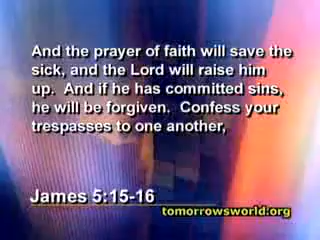 And the prayer of faith will save the
sick, and the Lord will raise him
up.  And if he has committed sins,
he will be forgiven.  Confess your
trespasses to one another,
James 5:15-16
tomorrowsworld.org